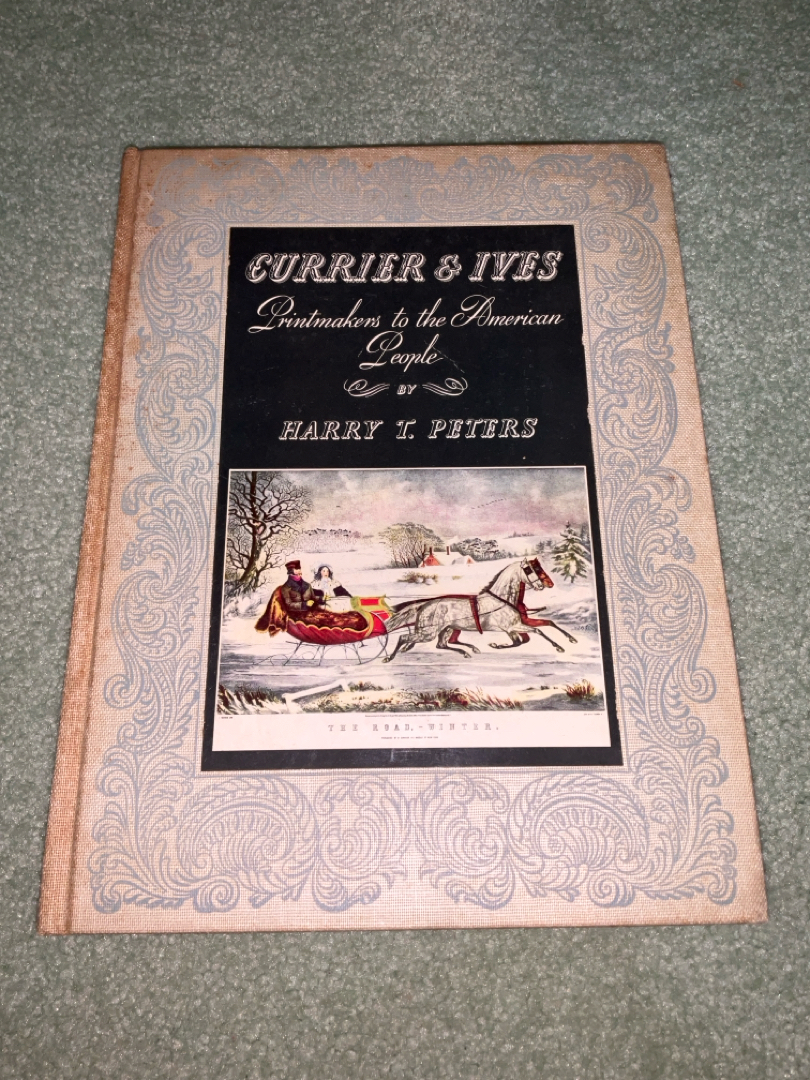 CURRIER & IVES
Printmakers to the American
People
BY
HARRY T. PETERS
THE ROAD,-WINTER.